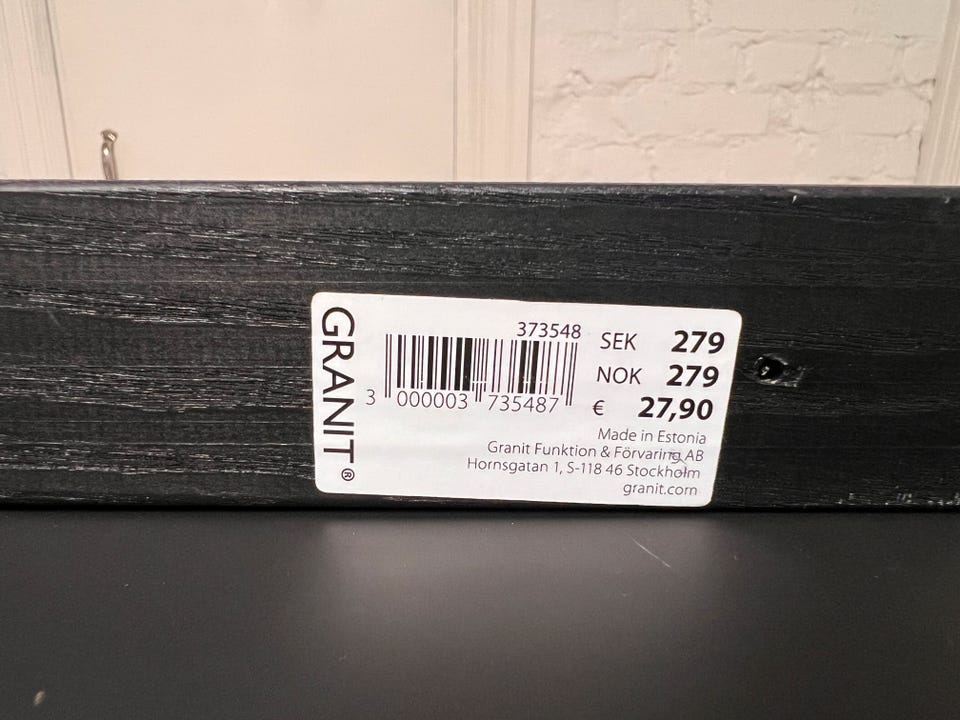 GRANIT®
373548
3 000003 735487
SEK 279
NOK 279
€ 27,90
Made in Estonia
Granit Funktion & Förvaring AB
Hornsgatan 1, S-118 46 Stockholm
granit.com